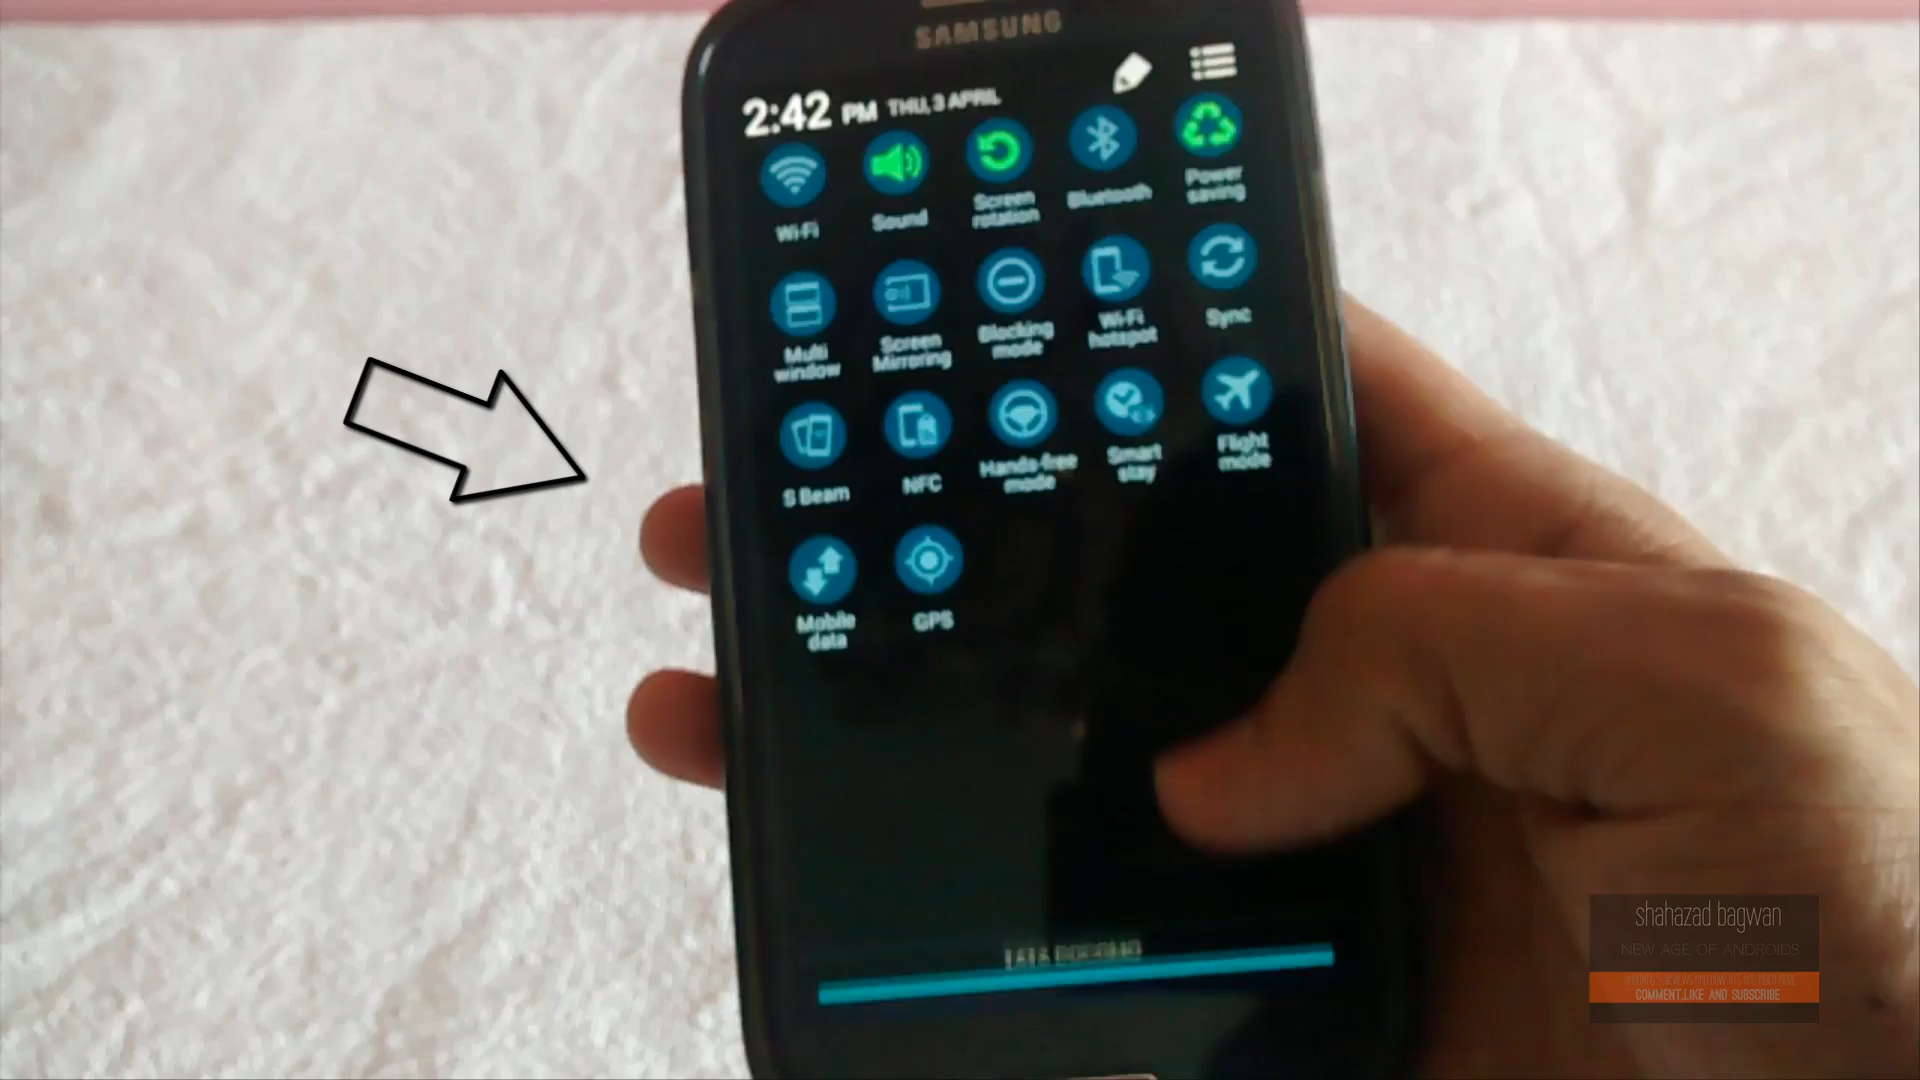 SAMSUNG
2:42 PM THU, 3 APRIL
Wi-Fi
Sound
Screen
rotation
Bluetooth
Power
saving
Multi
window
Screen
Mirroring
Blocking
mode
Wi-Fi
hotspot
Sync
S Beam
NFC
Hands-free
mode
Smart
stay
Flight
mode
Mobile
data
GPS
TATA DOCOMO
shahazad bagwan
NEW AGE OF ANDROIDS
COMMENT,LIKE AND SUBSCRIBE